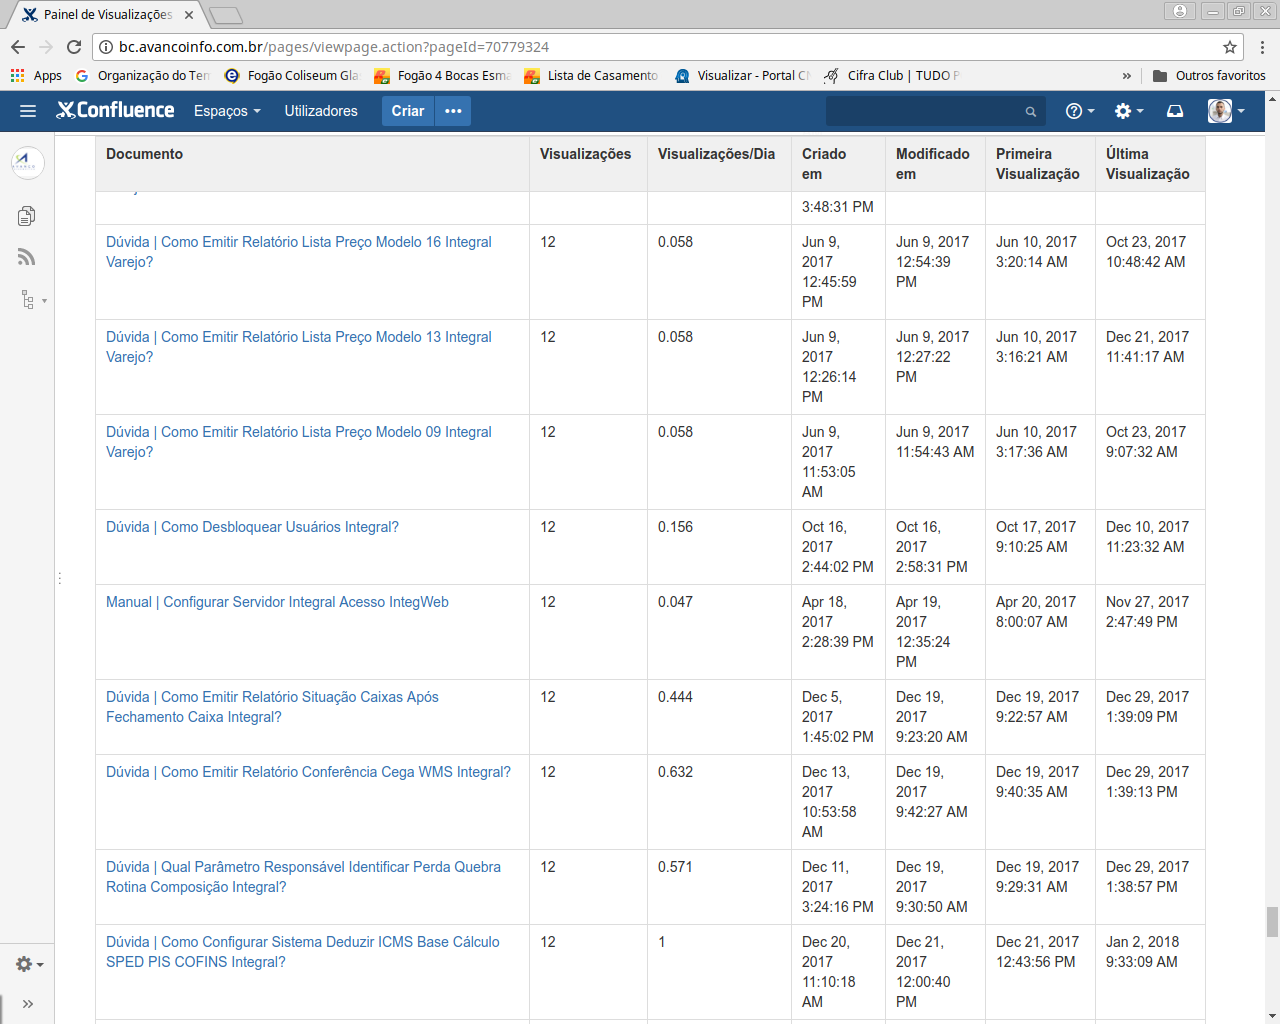 Painel de Visualizações
bc.avancoinfo.com.br/pages/viewpage.action?pageId=70779324
Apps Organização do Ter Fogão Coliseum Gla Fogão 4 Bocas Esma Lista de Casamento Visualizar - Portal C Cifra Club | TUDO » Outros favoritos
Confluence Espaços Utilizadores Criar •••
Documento Visualizações Visualizações/Dia Criado em Modificado em Primeira Visualização Última Visualização
3:48:31 PM
Dúvida | Como Emitir Relatório Lista Preço Modelo 16 Integral Varejo? 12 0.058 Jun 9, 2017 12:45:59 PM Jun 9, 2017 12:54:39 PM Jun 10, 2017 3:20:14 AM Oct 23, 2017 10:48:42 AM
Dúvida | Como Emitir Relatório Lista Preço Modelo 13 Integral Varejo? 12 0.058 Jun 9, 2017 12:26:14 PM Jun 9, 2017 12:27:22 PM Jun 10, 2017 3:16:21 AM Dec 21, 2017 11:41:17 AM
Dúvida | Como Emitir Relatório Lista Preço Modelo 09 Integral Varejo? 12 0.058 Jun 9, 2017 11:53:05 AM Jun 9, 2017 11:54:43 AM Jun 10, 2017 3:17:36 AM Oct 23, 2017 9:07:32 AM
Dúvida | Como Desbloquear Usuários Integral? 12 0.156 Oct 16, 2017 2:44:02 PM Oct 16, 2017 2:58:31 PM Oct 17, 2017 9:10:25 AM Dec 10, 2017 11:23:32 AM
Manual | Configurar Servidor Integral Acesso IntegWeb 12 0.047 Apr 18, 2017 2:28:39 PM Apr 19, 2017 12:35:24 PM Apr 20, 2017 8:00:07 AM Nov 27, 2017 2:47:49 PM
Dúvida | Como Emitir Relatório Situação Caixas Após Fechamento Caixa Integral? 12 0.444 Dec 5, 2017 1:45:02 PM Dec 19, 2017 9:23:20 AM Dec 19, 2017 9:22:57 AM Dec 29, 2017 1:39:09 PM
Dúvida | Como Emitir Relatório Conferência Cega WMS Integral? 12 0.632 Dec 13, 2017 10:53:58 AM Dec 19, 2017 9:42:27 AM Dec 19, 2017 9:40:35 AM Dec 29, 2017 1:39:13 PM
Dúvida | Qual Parâmetro Responsável Identificar Perda Quebra Rotina Composição Integral? 12 0.571 Dec 11, 2017 3:24:16 PM Dec 19, 2017 9:30:50 AM Dec 19, 2017 9:29:31 AM Dec 29, 2017 1:38:57 PM
Dúvida | Como Configurar Sistema Deduzir ICMS Base Cálculo SPED PIS COFINS Integral? 12 1 Dec 20, 2017 11:10:18 AM Dec 21, 2017 12:00:40 PM Dec 21, 2017 12:43:56 PM Jan 2, 2018 9:33:09 AM